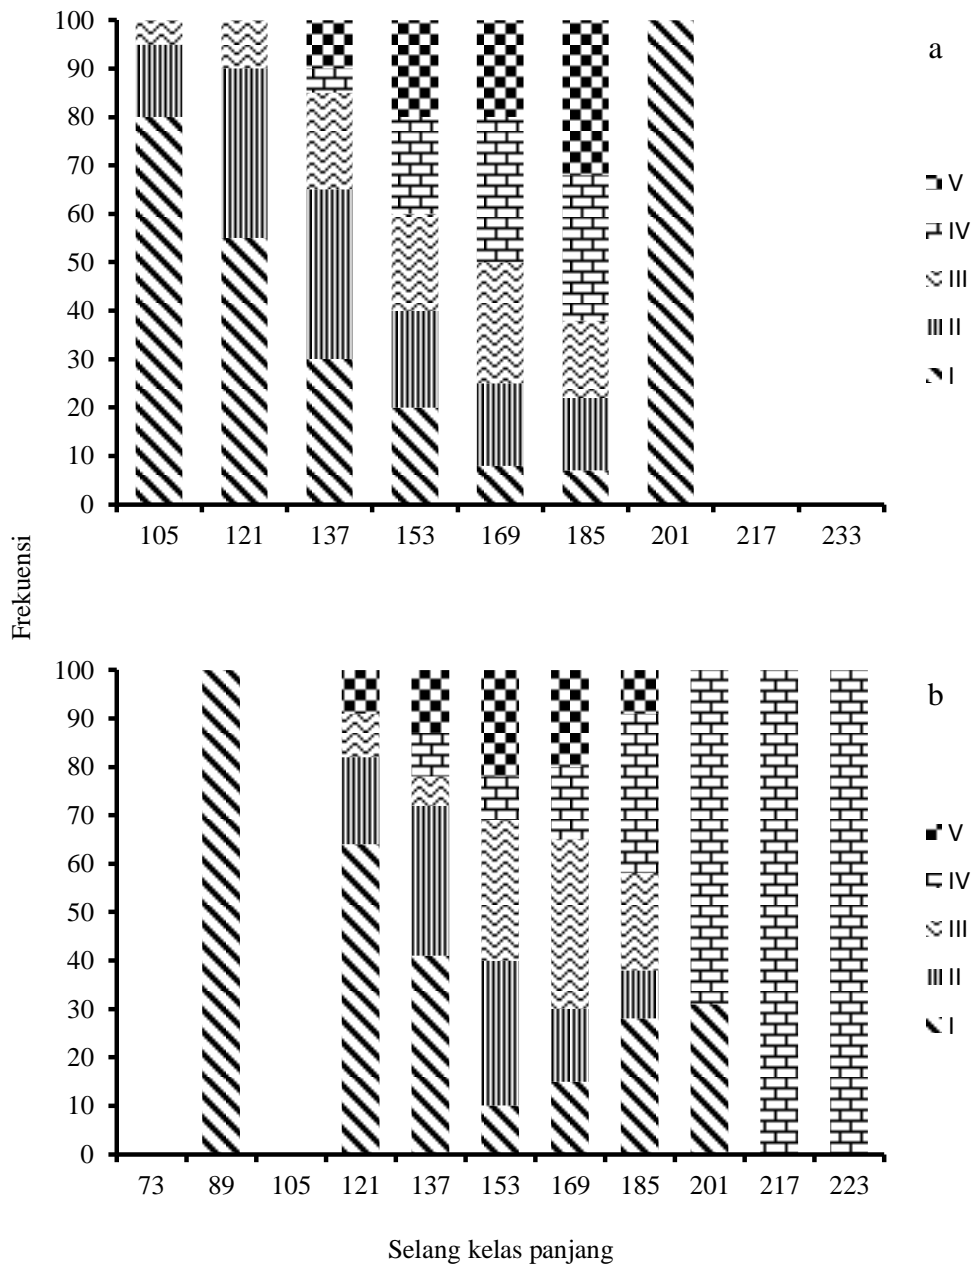 100
90
80
70
60
50
40
30
20
10
0
105 121 137 153 169 185 201 217 233
a
V
IV
III
II
I
Frekuensi
100
90
80
70
60
50
40
30
20
10
0
73 89 105 121 137 153 169 185 201 217 223
b
V
IV
III
II
I
Selang kelas panjang